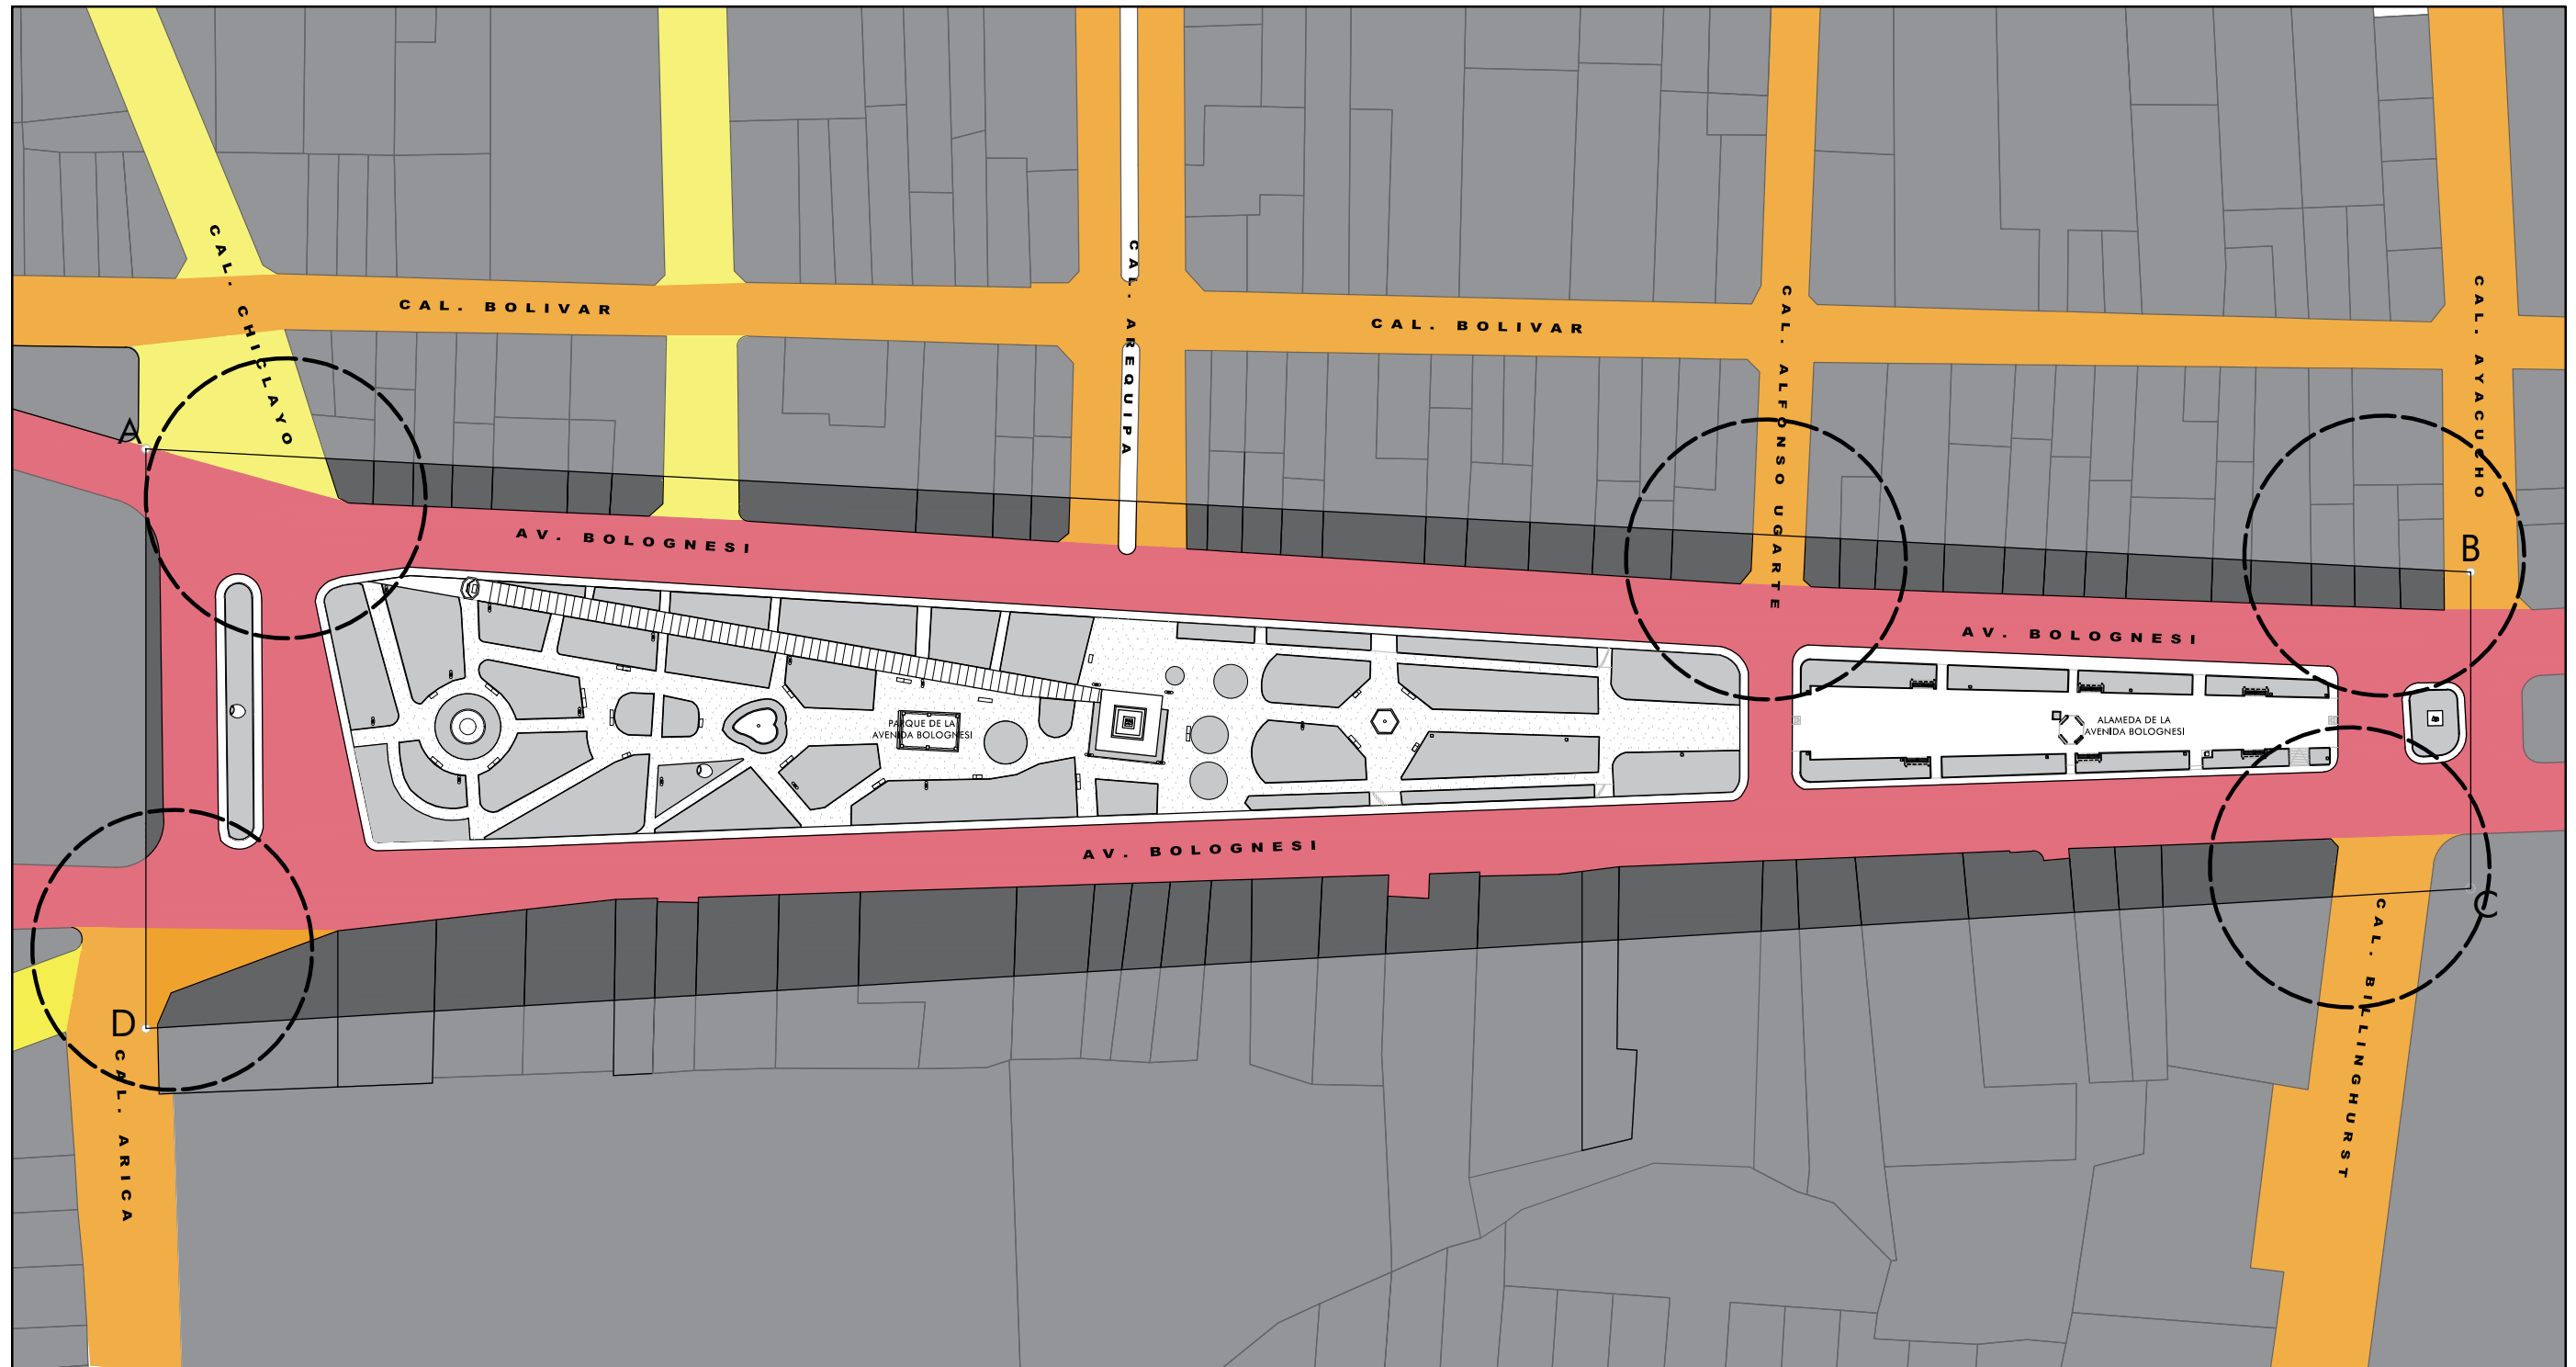 CAL. CHICLAYO
CAL. BOLIVAR
CAL. AREQUIPA
CAL. BOLIVAR
CAL. ALFONSO UGARTE
CAL. AYACUCHO
A
AV. BOLOGNESI
B
AV. BOLOGNESI
PARQUE DE LA
AVENIDA BOLOGNESI
ALAMEDA DE LA
AVENIDA BOLOGNESI
AV. BOLOGNESI
C
D
CAL. ARICA
CAL. BILLINGHURST